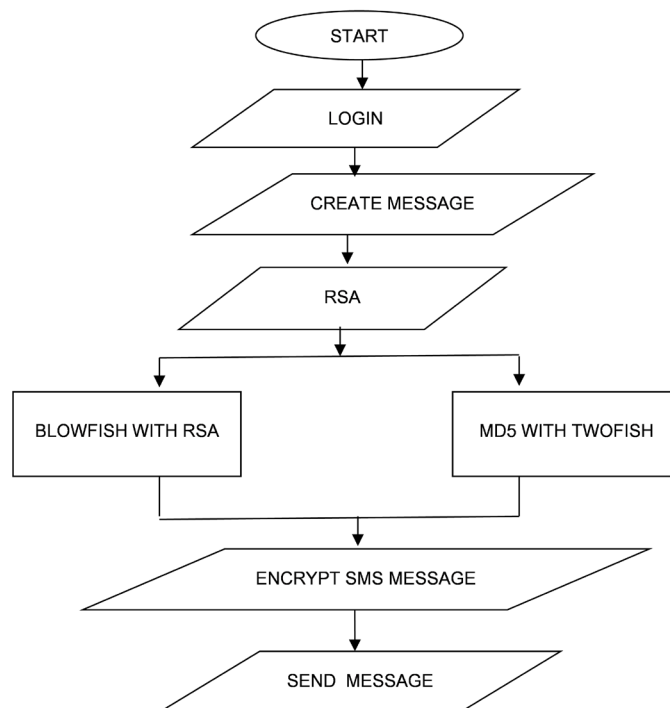 START
LOGIN
CREATE MESSAGE
RSA
BLOWFISH WITH RSA
MD5 WITH TWOFISH
ENCRYPT SMS MESSAGE
SEND  MESSAGE